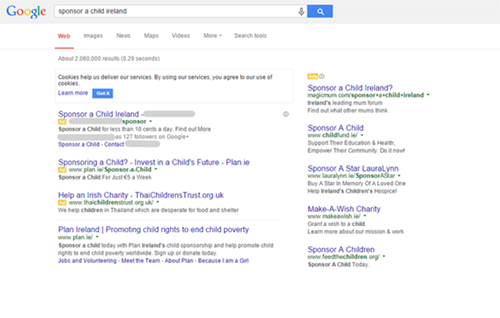 Google
sponsor a child ireland
Web Images News Maps Videos More Search tools
About 2,080,000 results (0.29 seconds)
Cookies help us deliver our services. By using our services, you agree to our use of
cookies.
Learn more Got it
Sponsor a Child Ireland -
Ad sponsor
Sponsor a Child for less than 10 cents a day. Find out More
as 127 followers on Google+
Sponsor a Child - Contact
Sponsoring a Child? - Invest in a Child's Future - Plan ie
Ad www.plan.ie/Sponsor-a-Child
Sponsor a Child For Just €5 a Week
Help an Irish Charity - ThaiChildrensTrust.org.uk
Ad www.thaichildrenstrust.org.uk/
We help children in Thailand which are desperate for food and shelter
Plan Ireland | Promoting child rights to end child poverty
www.plan.ie/
Sponsor a child today with Plan Ireland's child sponsorship and help promote child
rights to end child poverty worldwide. Sign up or donate today.
Jobs and Volunteering - Meet the Team - About Plan - Because I am a Girl
Ads
Sponsor a Child Ireland?
magicmum.com/sponsor+a+child+ireland
Ireland's leading mum forum
Find out what other mums think
Sponsor A Child
www.childfund.ie/
Support Their Education & Health,
Empower Their Community. Do it now!
Sponsor A Star LauraLynn
www.lauralynn.ie/SponsorAStar
Buy A Star In Memory Of A Loved One
Help Ireland's Children's Hospice!
Make-A-Wish Charity
www.makeawish.ie/
Grant a wish to a child.
Learn more about our mission & work
Sponsor A Children
www.feedthechildren.org/
Sponsor A Child Today.